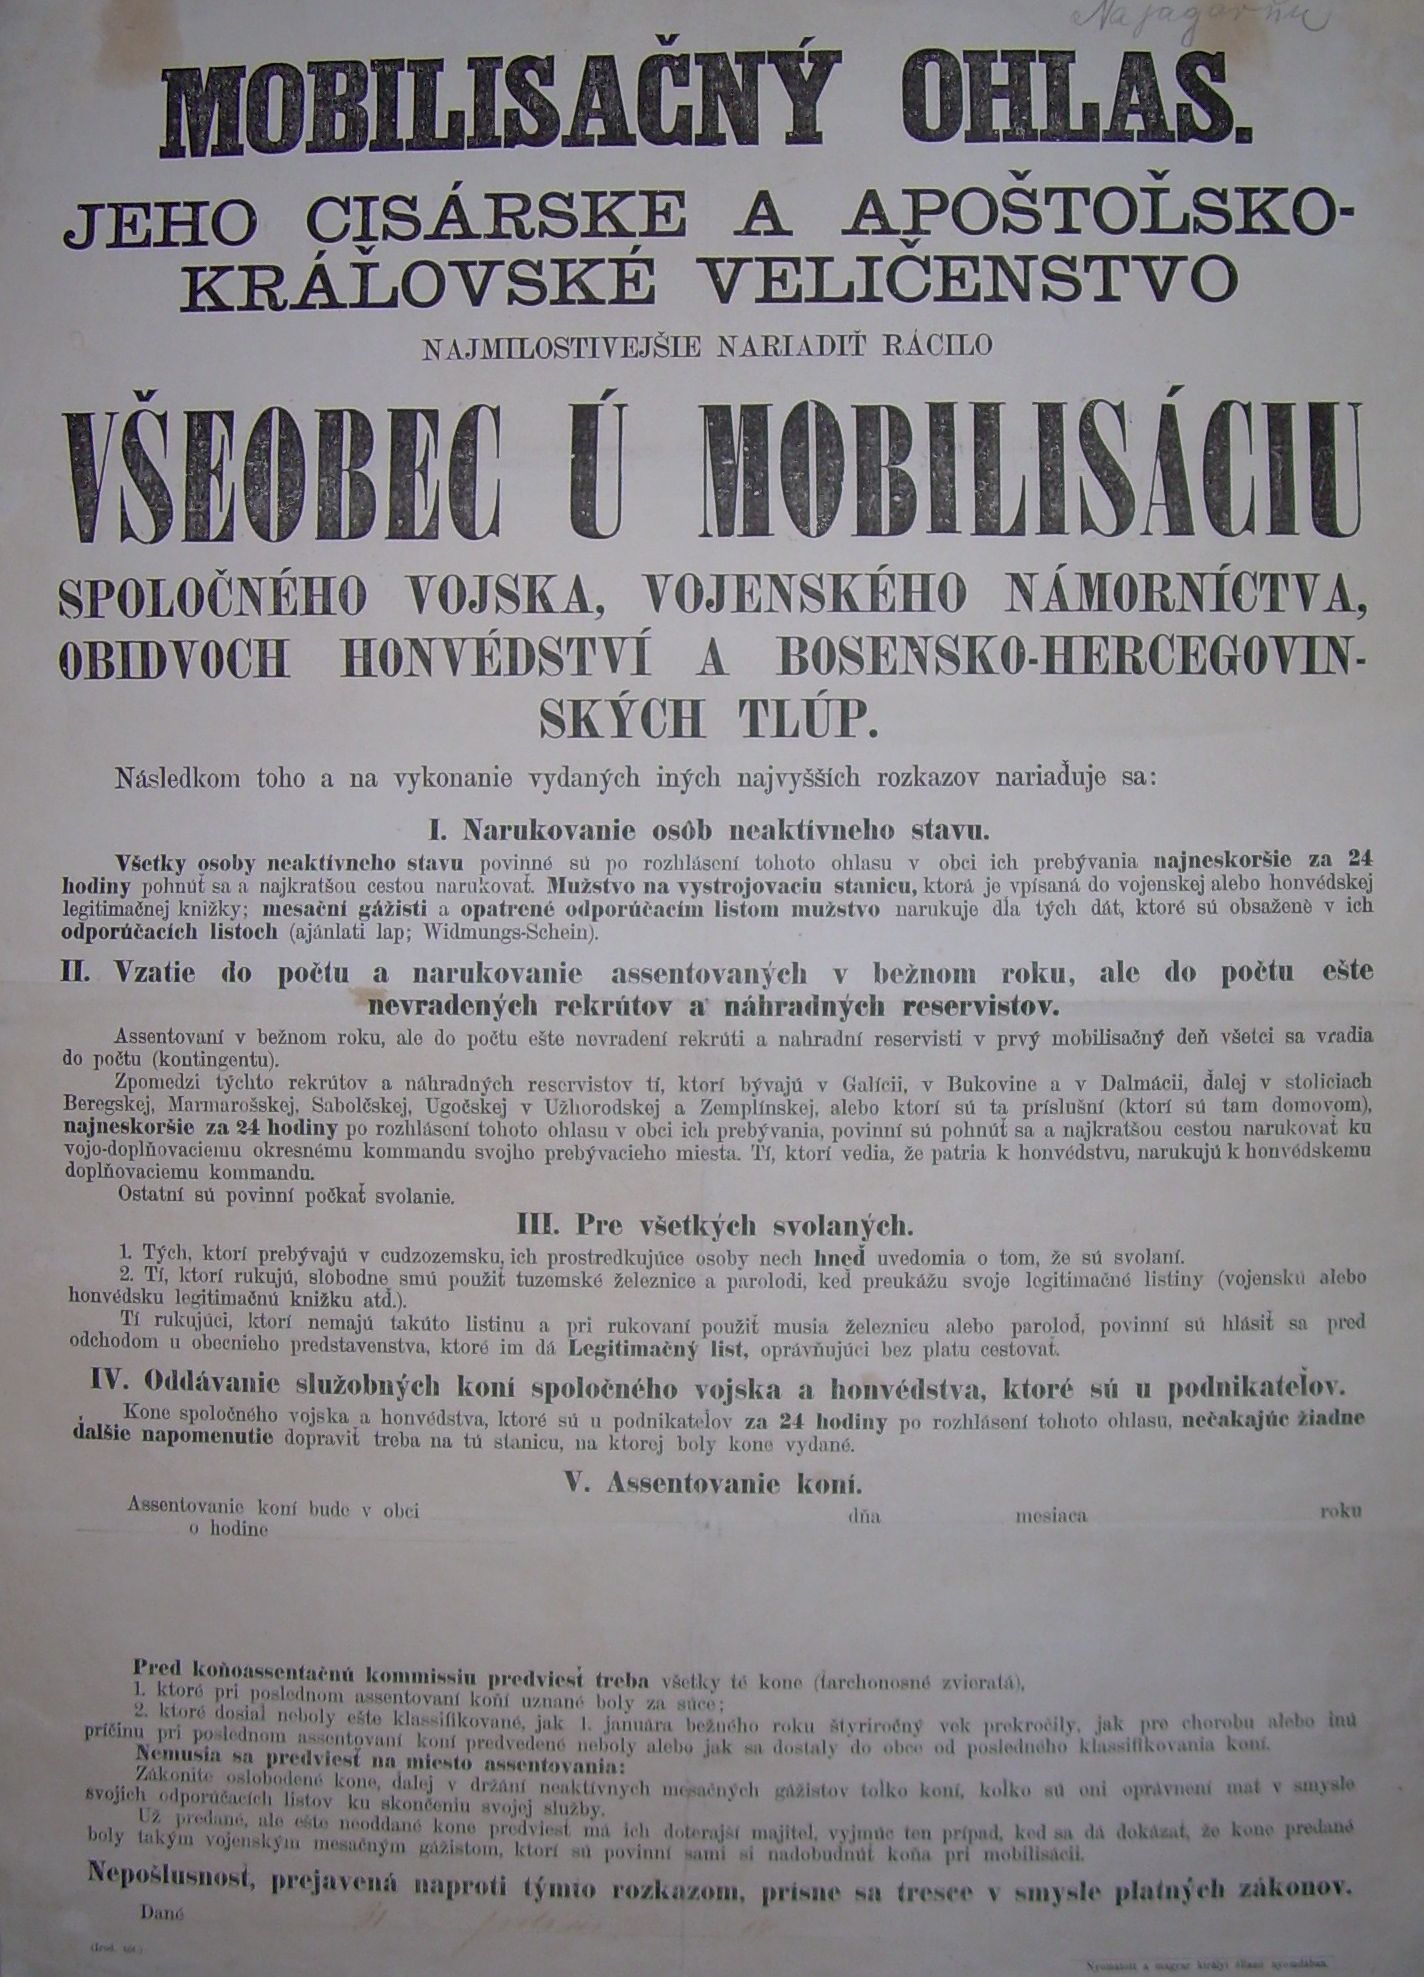 MOBILISAČNÝ OHLAS.
JEHO CISÁRSKE A APOŠTOĽSKO-
KRÁĽOVSKÉ VELIČENSTVO
NAJMILOSTIVEJŠIE NARIADIŤ RÁCILO
VŠEOBEC Ú MOBILISÁCIU
SPOLOČNÉHO VOJSKA, VOJENSKÉHO NÁMORNÍCTVA,
OBIDVOCH HONVÉDSTVÍ A BOSENSKO-HERCEGOVIN-
SKÝCH TLÚP.
Následkom toho a na vykonanie vydaných iných najvyšších rozkazov nariaďuje sa:
I. Narukovanie osôb neaktívneho stavu.
Všetky osoby neaktívneho stavu povinné sú po rozhlásení tohoto ohlasu v obci ich prebývania najneskoršie za 24
hodiny pohnúť sa a najkratšou cestou narukovať. Mužstvo na vystrojovaciu stanicu, ktorá je vpísaná do vojenskej alebo honvédskej
legitimačnej knižky; mesační gážisti a opatrené odporúčacím listom mužstvo narukuje dla tých dát, ktoré sú obsažené v ich
odporúčacích listoch (ajánlati lap; Widmungs-Schein).
II. Vzatie do počtu a narukovanie assentovaných v bežnom roku, ale do počtu ešte
nevradených rekrútov a náhradných reservistov.
Assentovaní v bežnom roku, ale do počtu ešte nevradení rekrúti a nahradní reservisti v prvý mobilisačný deň všetci sa vradia
do počtu (kontingentu).
Zpomedzi týchto rekrútov a náhradných reservistov tí, ktorí bývajú v Galícii, v Bukovine a v Dalmácii, ďalej v stoliciach
Beregskej, Marmarošskej, Sabolčskej, Ugočskej v Užhorodskej a Zemplínskej, alebo ktorí sú ta príslušní (ktorí sú tam domovom),
najneskoršie za 24 hodiny po rozhlásení tohoto ohlasu v obci ich prebývania, povinní sú pohnúť sa a najkratšou cestou narukovať ku
vojo-doplňovaciemu okresnému kommandu svojho prebývacieho miesta. Tí, ktorí vedia, že patria k honvédstvu, narukujú k honvédskemu
doplňovaciemu kommandu.
Ostatní sú povinní počkať svolanie.
III. Pre všetkých svolaných.
1. Tých, ktorí prebývajú v cudzozemsku, ich prostredkujúce osoby nech hneď uvedomia o tom, že sú svolaní.
2. Tí, ktorí rukujú, slobodne smú použiť tuzemské železnice a parolodi, keď preukážu svoje legitimačné listiny (vojenskú alebo
honvédsku legitimačnú knižku atď.).
Tí rukujúci, ktorí nemajú takúto listinu a pri rukovaní použiť musia železnicu alebo paroloď, povinní sú hlásiť sa pred
odchodom u obecnieho predstavenstva, ktoré im dá Legitimačný list, oprávňujúci bez platu cestovať.
IV. Oddávanie služobných koní spoločného vojska a honvédstva, ktoré sú u podnikateľov.
Kone spoločného vojska a honvédstva, ktoré sú u podnikateľov za 24 hodiny po rozhlásení tohoto ohlasu, nečakajúc žiadne
ďalšie napomenutie dopraviť treba na tú stanicu, na ktorej boly kone vydané.
V. Assentovanie koní.
Assentovanie koní bude v obci dňa mesiaca roku
o hodine
Pred koňoassentačnú kommissiu predviesť treba všetky té kone (ťarchonosné zvieratá),
1. ktoré pri poslednom assentovaní koňí uznané boly za súce;
2. ktoré dosiaľ neboly ešte klassifikované, jak 1. januára bežného roku štyriročný vek prekročily, jak pre chorobu alebo inú
príčinu pri poslednom assentovaní koní predvedené neboly alebo jak sa dostaly do obce od posledného klassifikovania koní.
Nemusia sa predviesť na miesto assentovania:
Zákonite oslobodené kone, ďalej v držání neaktívnych mesačných gážistov toľko koní, koľko sú oni oprávnení mať v smysle
svojich odporúčacích listov ku skončeniu svojej služby.
Už predané, ale ešte neoddané kone predviesť má ich doterajší majiteľ, vyjmúc ten prípad, keď sa dá dokázať, že kone predané
boly takým vojenským mesačným gážistom, ktorí sú povinní sami si nadobudnúť koňa pri mobilisácii.
Nepošlusnosť, prejavená naproti týmto rozkazom, prísne sa tresce v smysle platných zákonov.
Dané
Nyomatott a magyar királyi állami nyomdában.